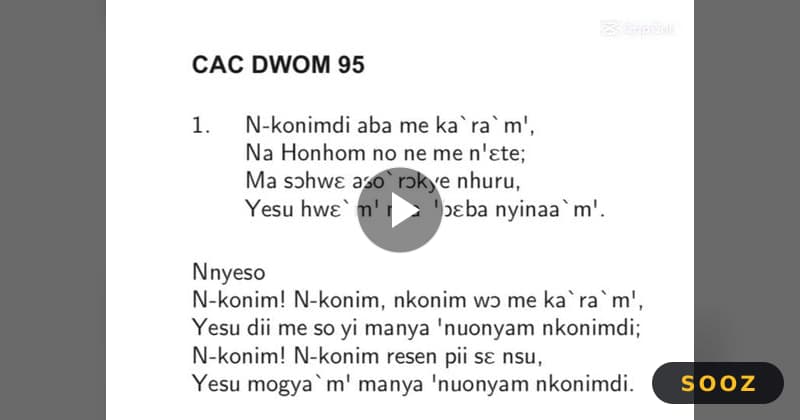 CapCut
CAC DWOM 95
1. N-konimdi aba me ka`ra`m',
Na Honhom no ne me n'ɛte;
Ma sɔhwɛ aso`rɔkye nhuru,
Yesu hwɛ`m' 'bɛba nyinaa`m'.
Nnyeso
N-konim! N-konim, nkonim wɔ me ka`ra`m',
Yesu dii me so yi manya 'nuonyam nkonimdi;
N-konim! N-konim resen pii sɛ nsu,
Yesu mogya`m' manya 'nuonyam nkonimdi.
SOOZ